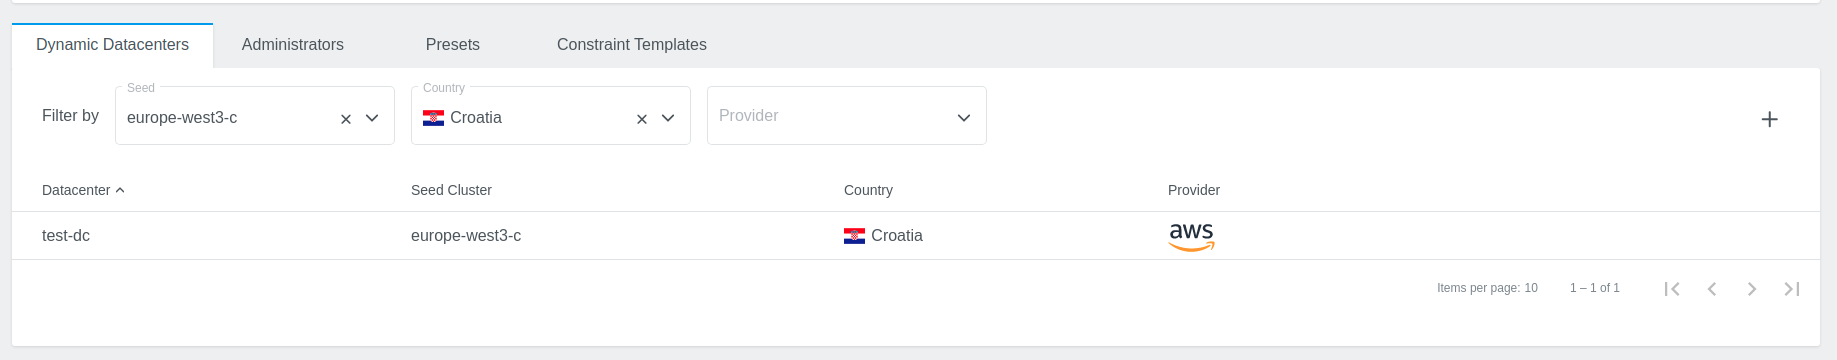 Dynamic Datacenters Administrators Presets Constraint Templates
Seed Country
Filter by europe-west3-c Croatia Provider
Datacenter Seed Cluster Country Provider
test-dc europe-west3-c Croatia aws
Items per page: 10 1 – 1 of 1